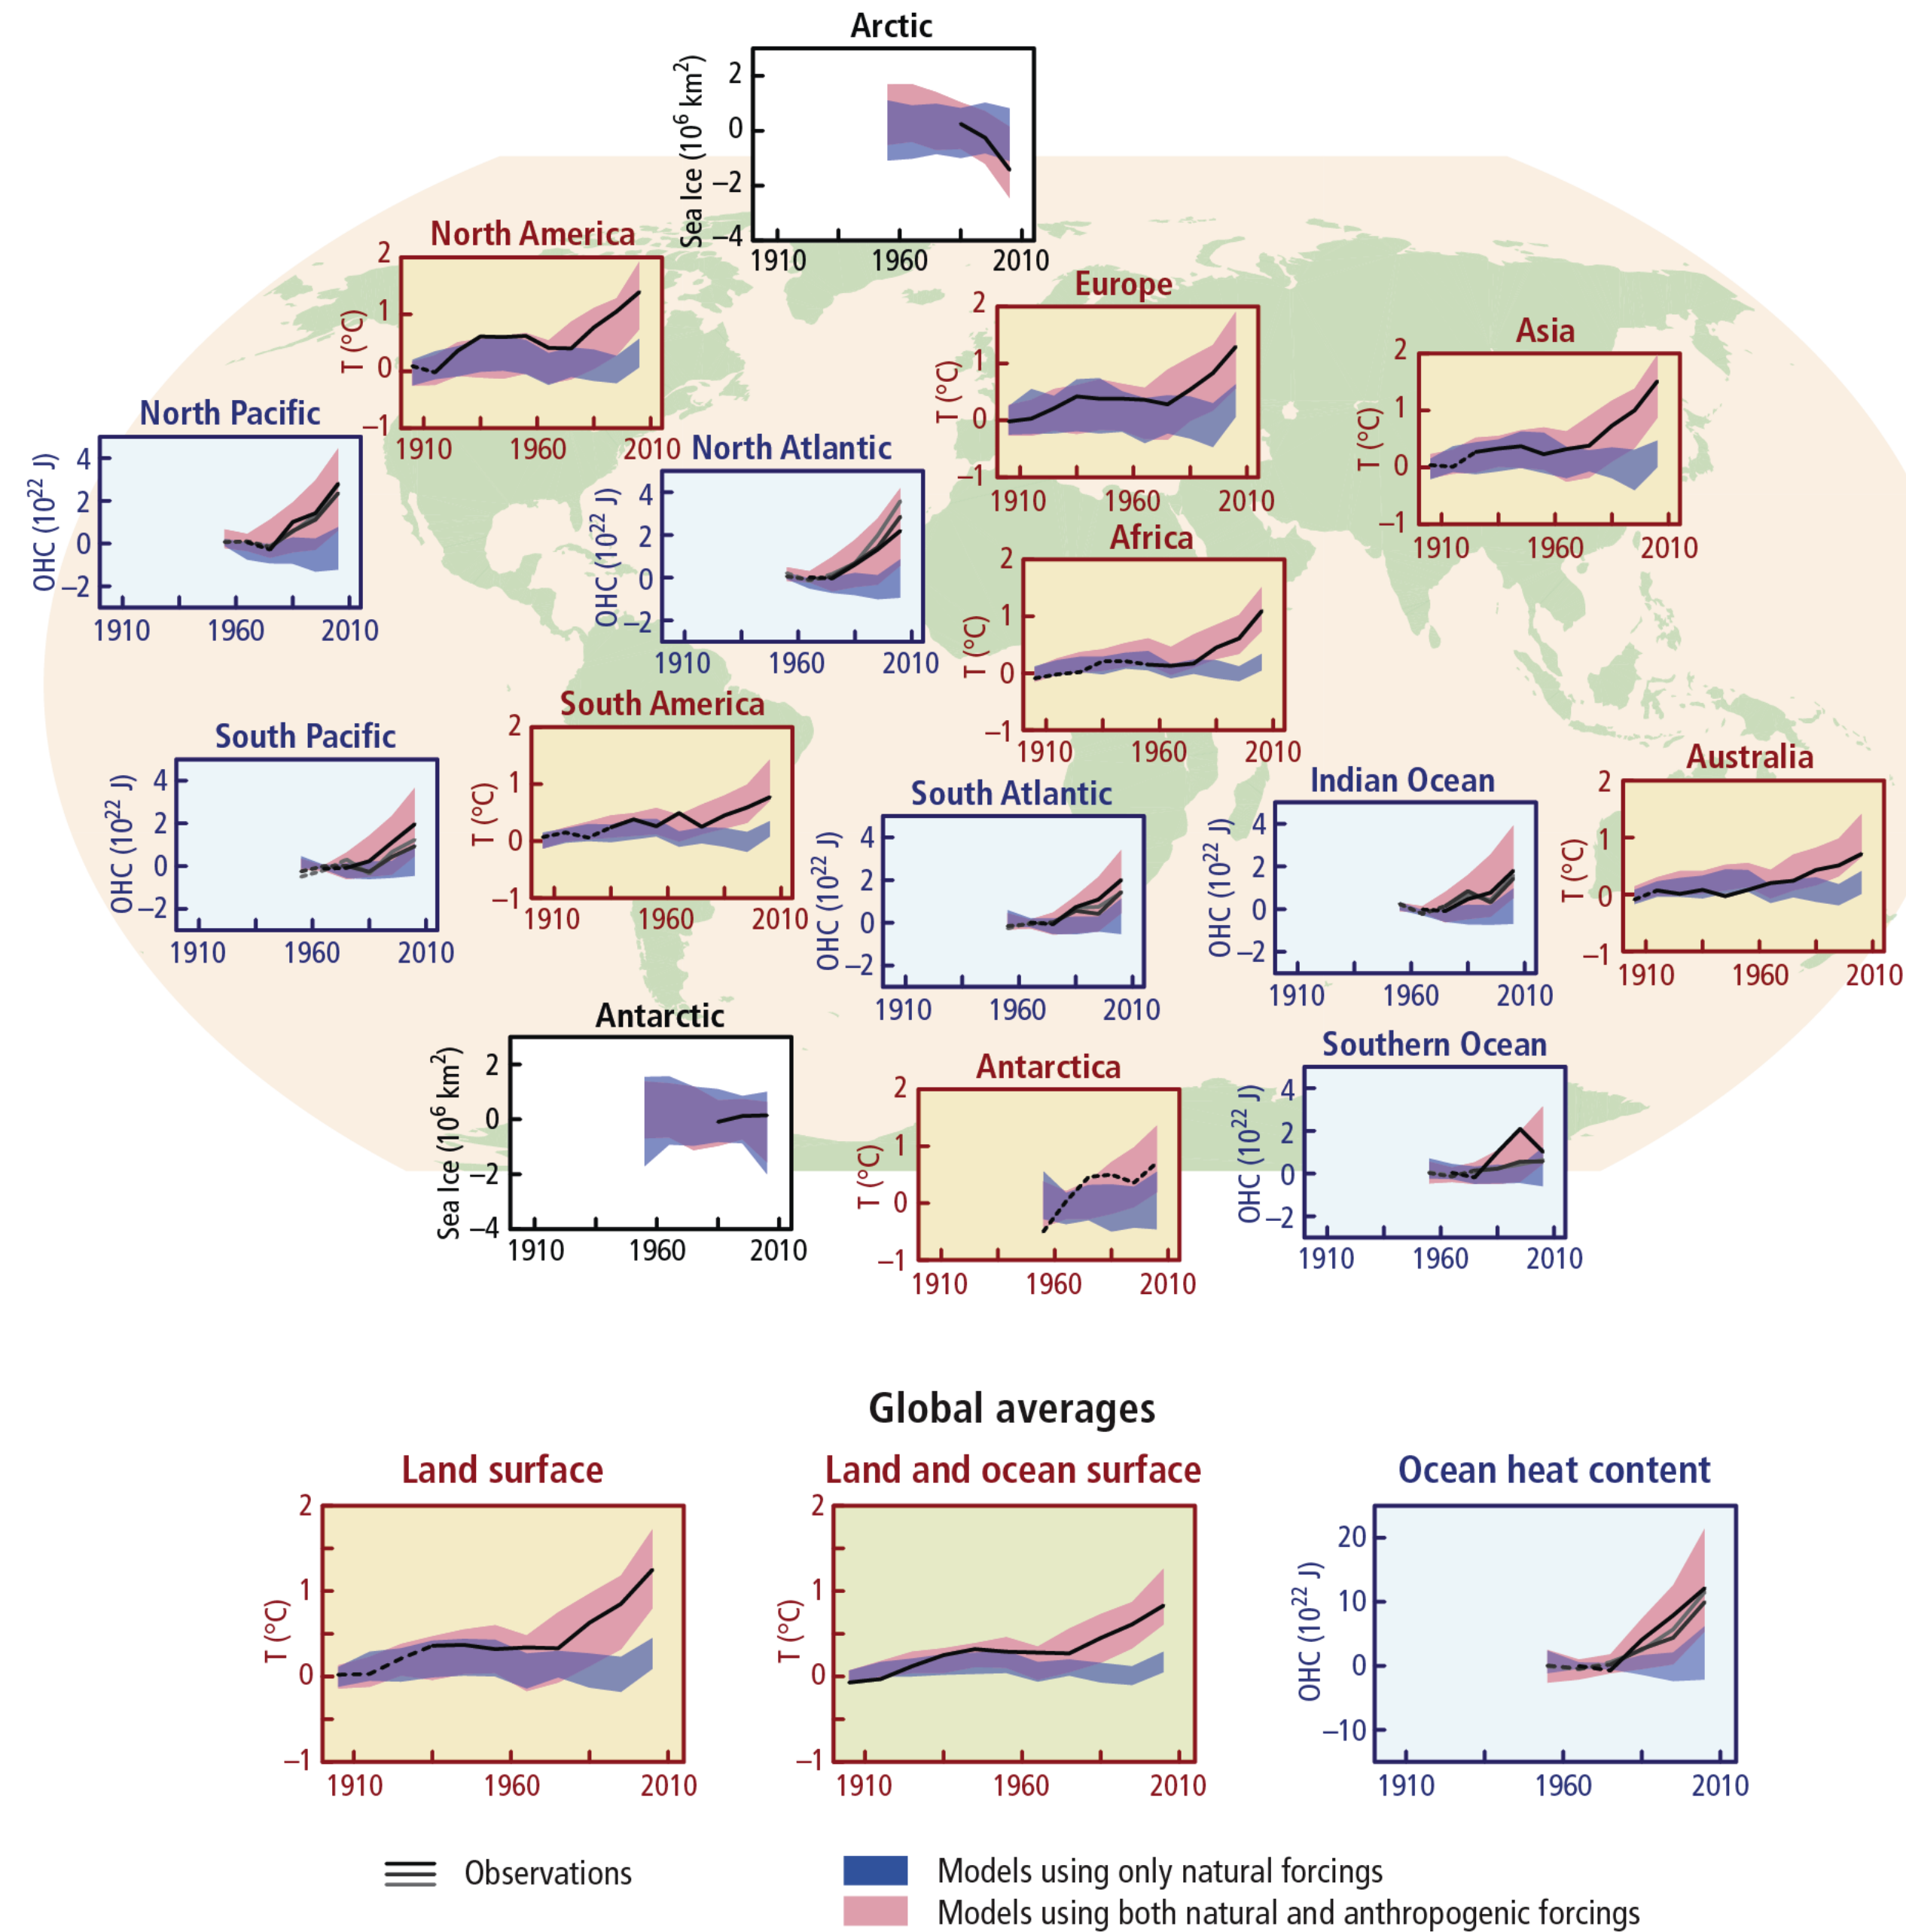 Arctic
Sea Ice (10⁶ km²)
2
0
–2
–4
1910 1960 2010
North America
T (°C)
2
1
0
–1
1910 1960 2010
Europe
T (°C)
2
1
0
–1
1910 1960 2010
Asia
T (°C)
2
1
0
–1
1910 1960 2010
North Pacific
OHC (10²² J)
4
2
0
–2
1910 1960 2010
North Atlantic
OHC (10²² J)
4
2
0
–2
1910 1960 2010
Africa
T (°C)
2
1
0
–1
1910 1960 2010
South Pacific
OHC (10²² J)
4
2
0
–2
1910 1960 2010
South America
T (°C)
2
1
0
–1
1910 1960 2010
South Atlantic
OHC (10²² J)
4
2
0
–2
1910 1960 2010
Indian Ocean
OHC (10²² J)
4
2
0
–2
1910 1960 2010
Australia
T (°C)
2
1
0
–1
1910 1960 2010
Antarctic
Sea Ice (10⁶ km²)
2
0
–2
–4
1910 1960 2010
Antarctica
T (°C)
2
1
0
–1
1910 1960 2010
Southern Ocean
OHC (10²² J)
4
2
0
–2
1910 1960 2010
Global averages
Land surface
T (°C)
2
1
0
–1
1910 1960 2010
Land and ocean surface
T (°C)
2
1
0
–1
1910 1960 2010
Ocean heat content
OHC (10²² J)
20
10
0
–10
1910 1960 2010
Observations
Models using only natural forcings
Models using both natural and anthropogenic forcings